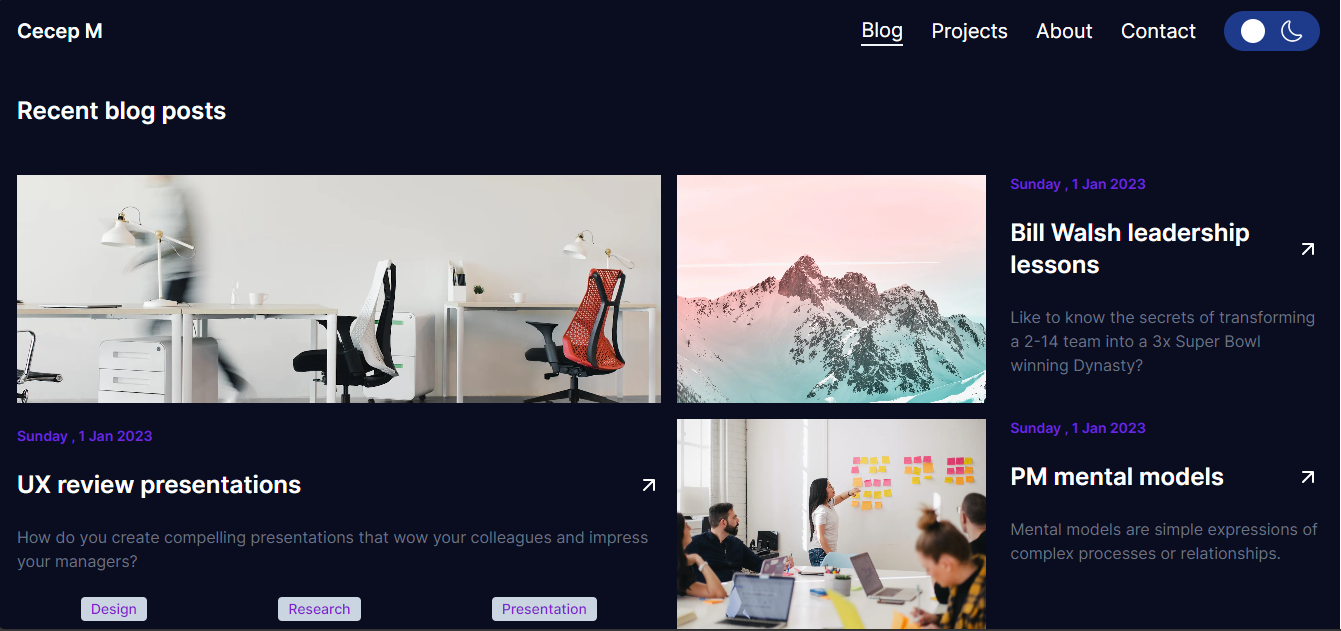 Cecep M
Blog
Projects
About
Contact
Recent blog posts
Sunday , 1 Jan 2023
UX review presentations
How do you create compelling presentations that wow your colleagues and impress
your managers?
Design
Research
Presentation
Sunday , 1 Jan 2023
Bill Walsh leadership
lessons
Like to know the secrets of transforming
a 2-14 team into a 3x Super Bowl
winning Dynasty?
Sunday , 1 Jan 2023
PM mental models
Mental models are simple expressions of
complex processes or relationships.